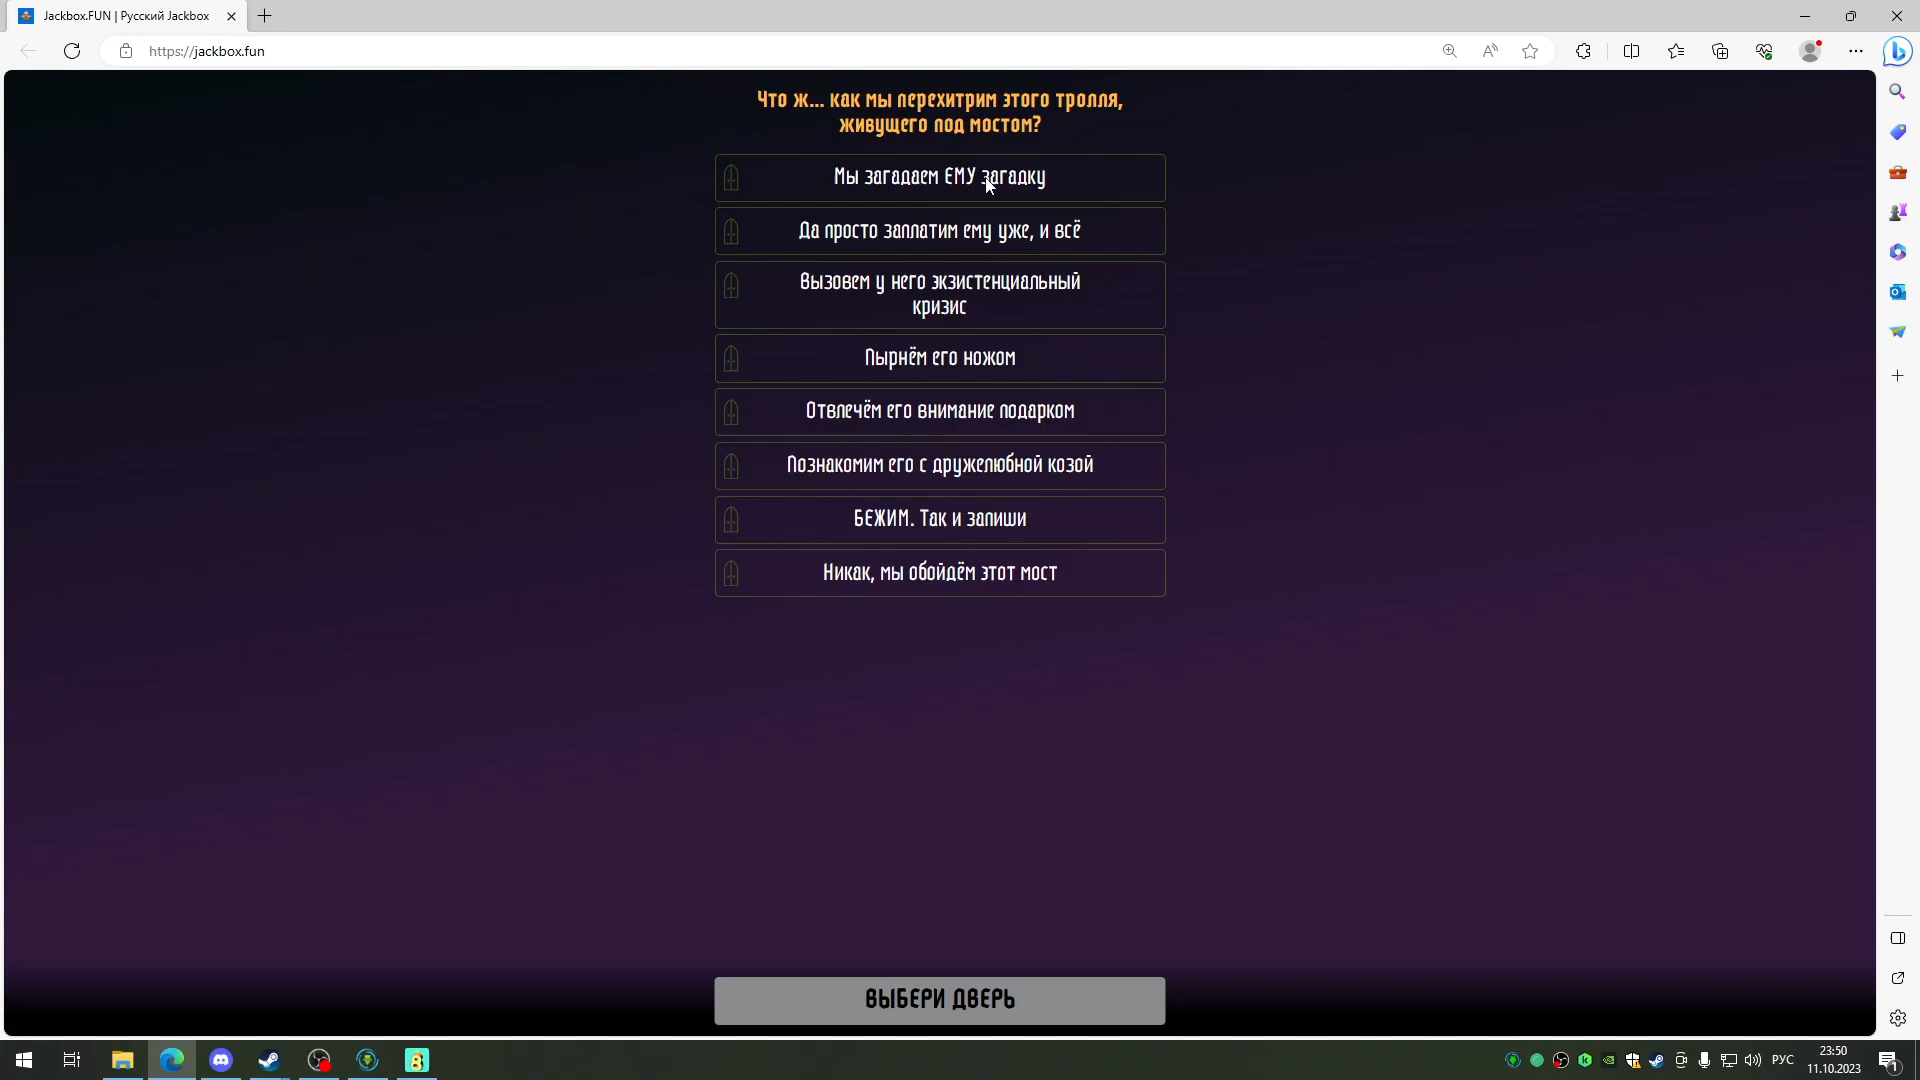 Jackbox.FUN | Русский Jackbox
https://jackbox.fun
Что ж... как мы перехитрим этого тролля,
живущего под мостом?
Мы загадаем ЕМУ загадку
Да просто заплатим ему уже, и всё
Вызовем у него экзистенциальный
кризис
Пырнём его ножом
Отвлечём его внимание подарком
Познакомим его с дружелюбной козой
БЕЖИМ. Так и запиши
Никак, мы обойдём этот мост
ВЫБЕРИ ДВЕРЬ
РУС
23:50
11.10.2023
1